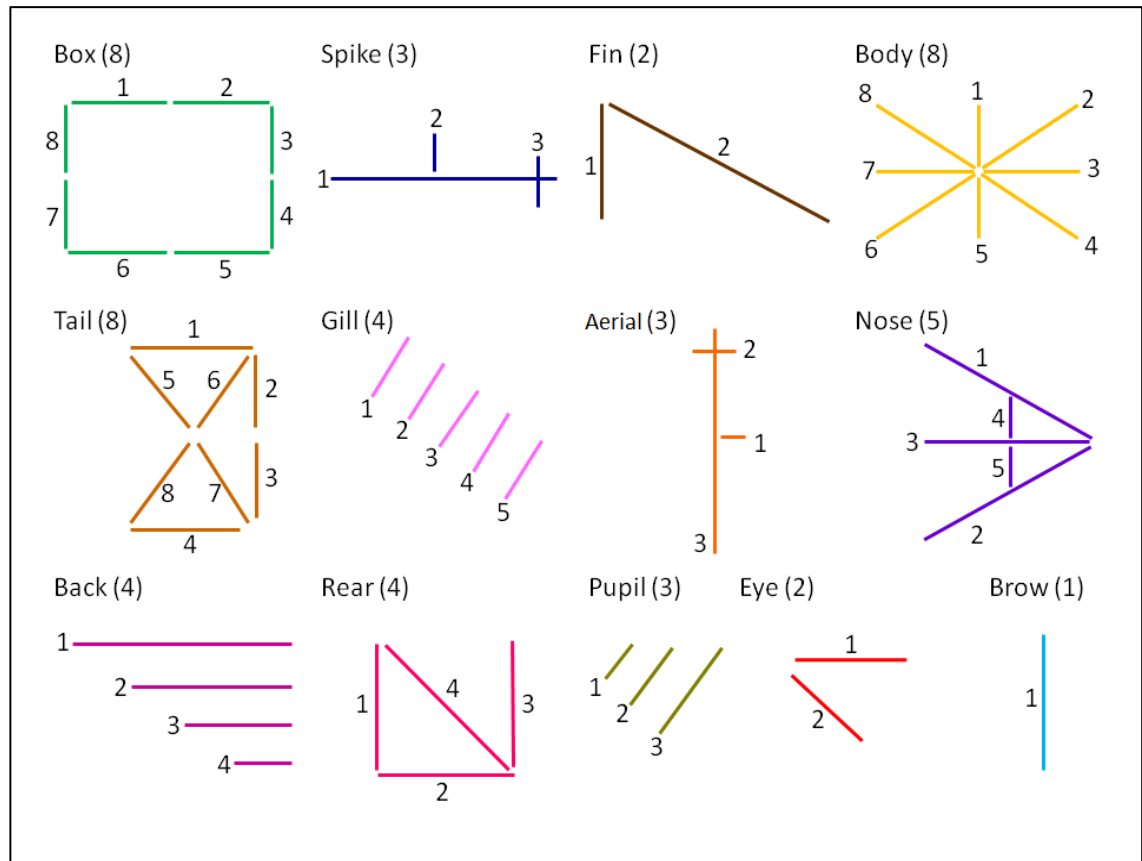 Box (8)
Spike (3)
Fin (2)
Body (8)
1 2
8 3
7 4
6 5
2
3
1
1 2
8 1 2
7 3
6 5 4
Tail (8)
Gill (4)
Aerial (3)
Nose (5)
1
5 6 2
8 7 3
4
1
2
3
4
5
2
1
3
1
4
3
5
2
Back (4)
Rear (4)
Pupil (3)
Eye (2)
Brow (1)
1
2
3
4
1 4 3
2
1
2
3
1
2
1